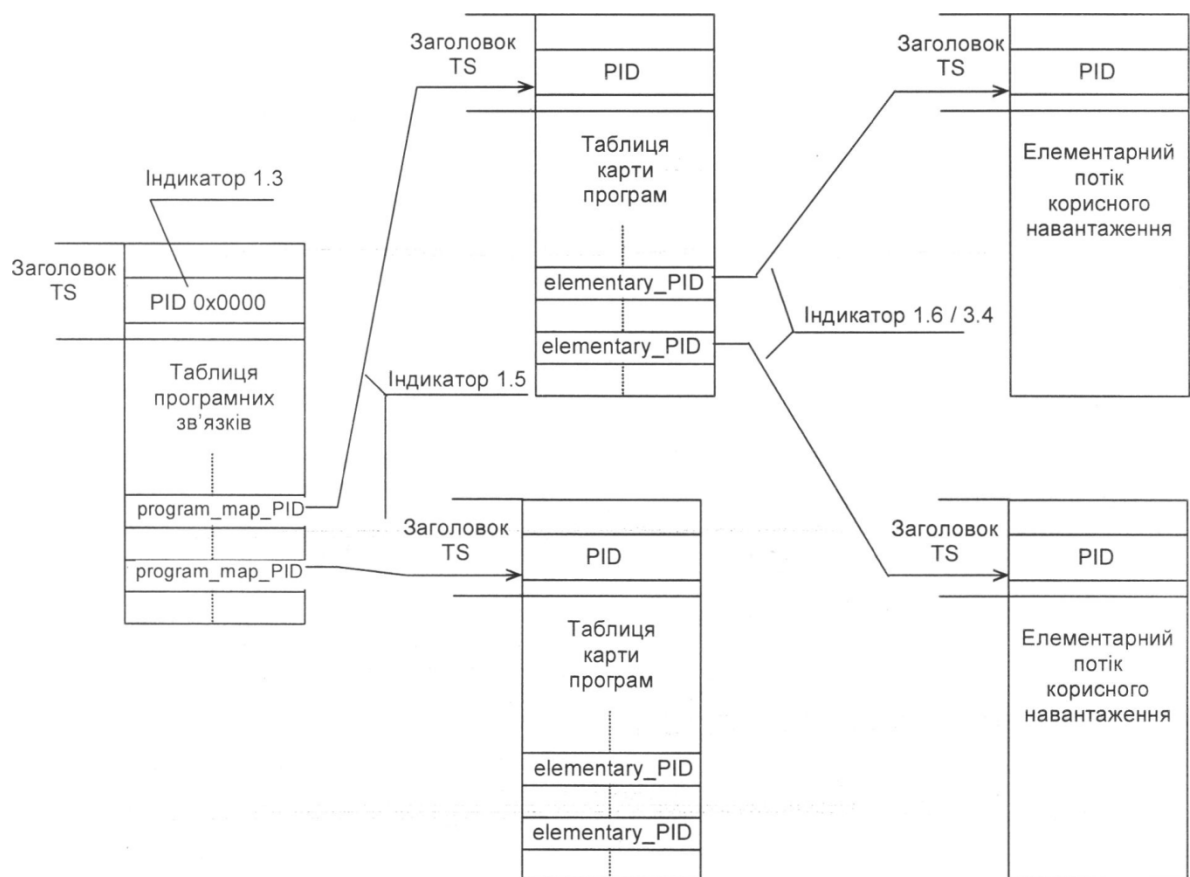 Заголовок
TS
PID
Таблиця
карти
програм
elementary_PID
elementary_PID
Заголовок
TS
PID
Елементарний
потік
корисного
навантаження
Індикатор 1.3
Заголовок
TS
PID 0x0000
Таблиця
програмних
зв’язків
program_map_PID
program_map_PID
Індикатор 1.5
Індикатор 1.6 / 3.4
Заголовок
TS
PID
Таблиця
карти
програм
elementary_PID
elementary_PID
Заголовок
TS
PID
Елементарний
потік
корисного
навантаження